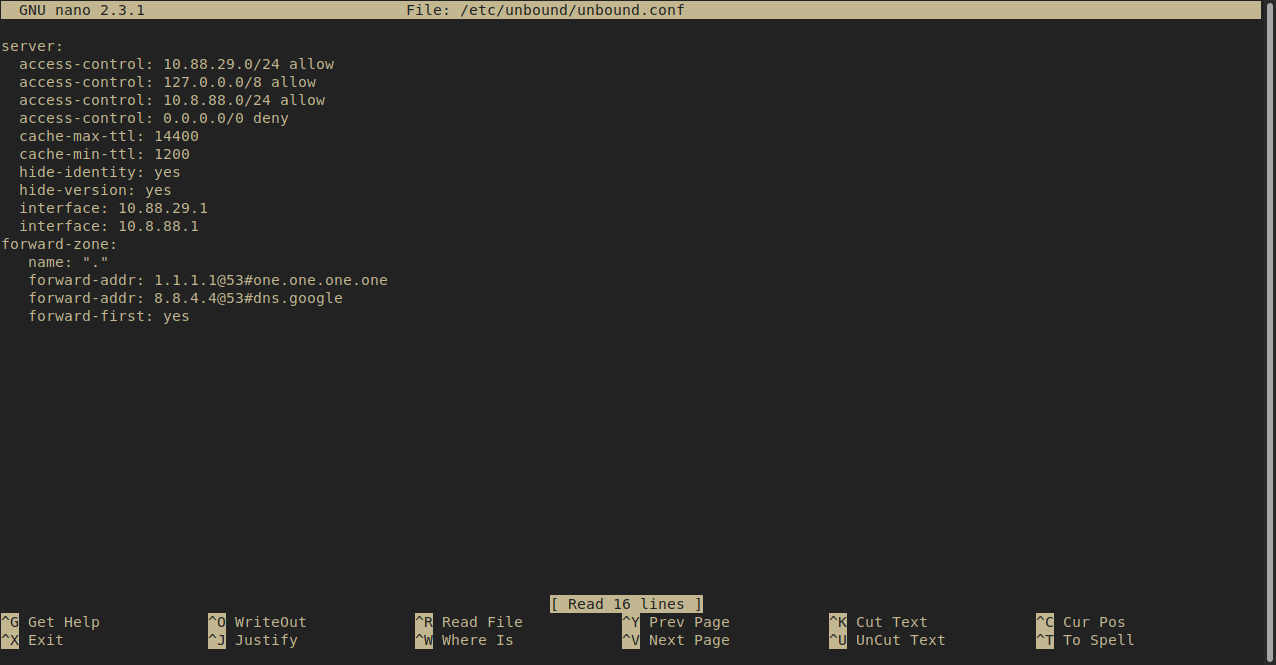 GNU nano 2.3.1 File: /etc/unbound/unbound.conf
server:
access-control: 10.88.29.0/24 allow
access-control: 127.0.0.0/8 allow
access-control: 10.8.88.0/24 allow
access-control: 0.0.0.0/0 deny
cache-max-ttl: 14400
cache-min-ttl: 1200
hide-identity: yes
hide-version: yes
interface: 10.88.29.1
interface: 10.8.88.1
forward-zone:
name: "."
forward-addr: 1.1.1.1@53#one.one.one.one
forward-addr: 8.8.4.4@53#dns.google
forward-first: yes
[ Read 16 lines ]
^G Get Help ^O WriteOut ^R Read File ^Y Prev Page ^K Cut Text ^C Cur Pos
^X Exit ^J Justify ^W Where Is ^V Next Page ^U UnCut Text ^T To Spell